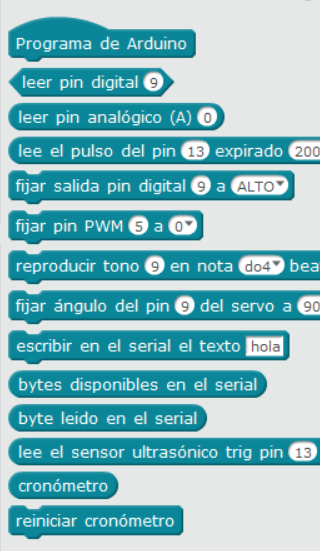 Programa de Arduino
leer pin digital 9
leer pin analógico (A) 0
lee el pulso del pin 13 expirado 200
fijar salida pin digital 9 a ALTO
fijar pin PWM 5 a 0
reproducir tono 9 en nota do4 bea
fijar ángulo del pin 9 del servo a 90
escribir en el serial el texto hola
bytes disponibles en el serial
byte leido en el serial
lee el sensor ultrasónico trig pin 13
cronómetro
reiniciar cronómetro